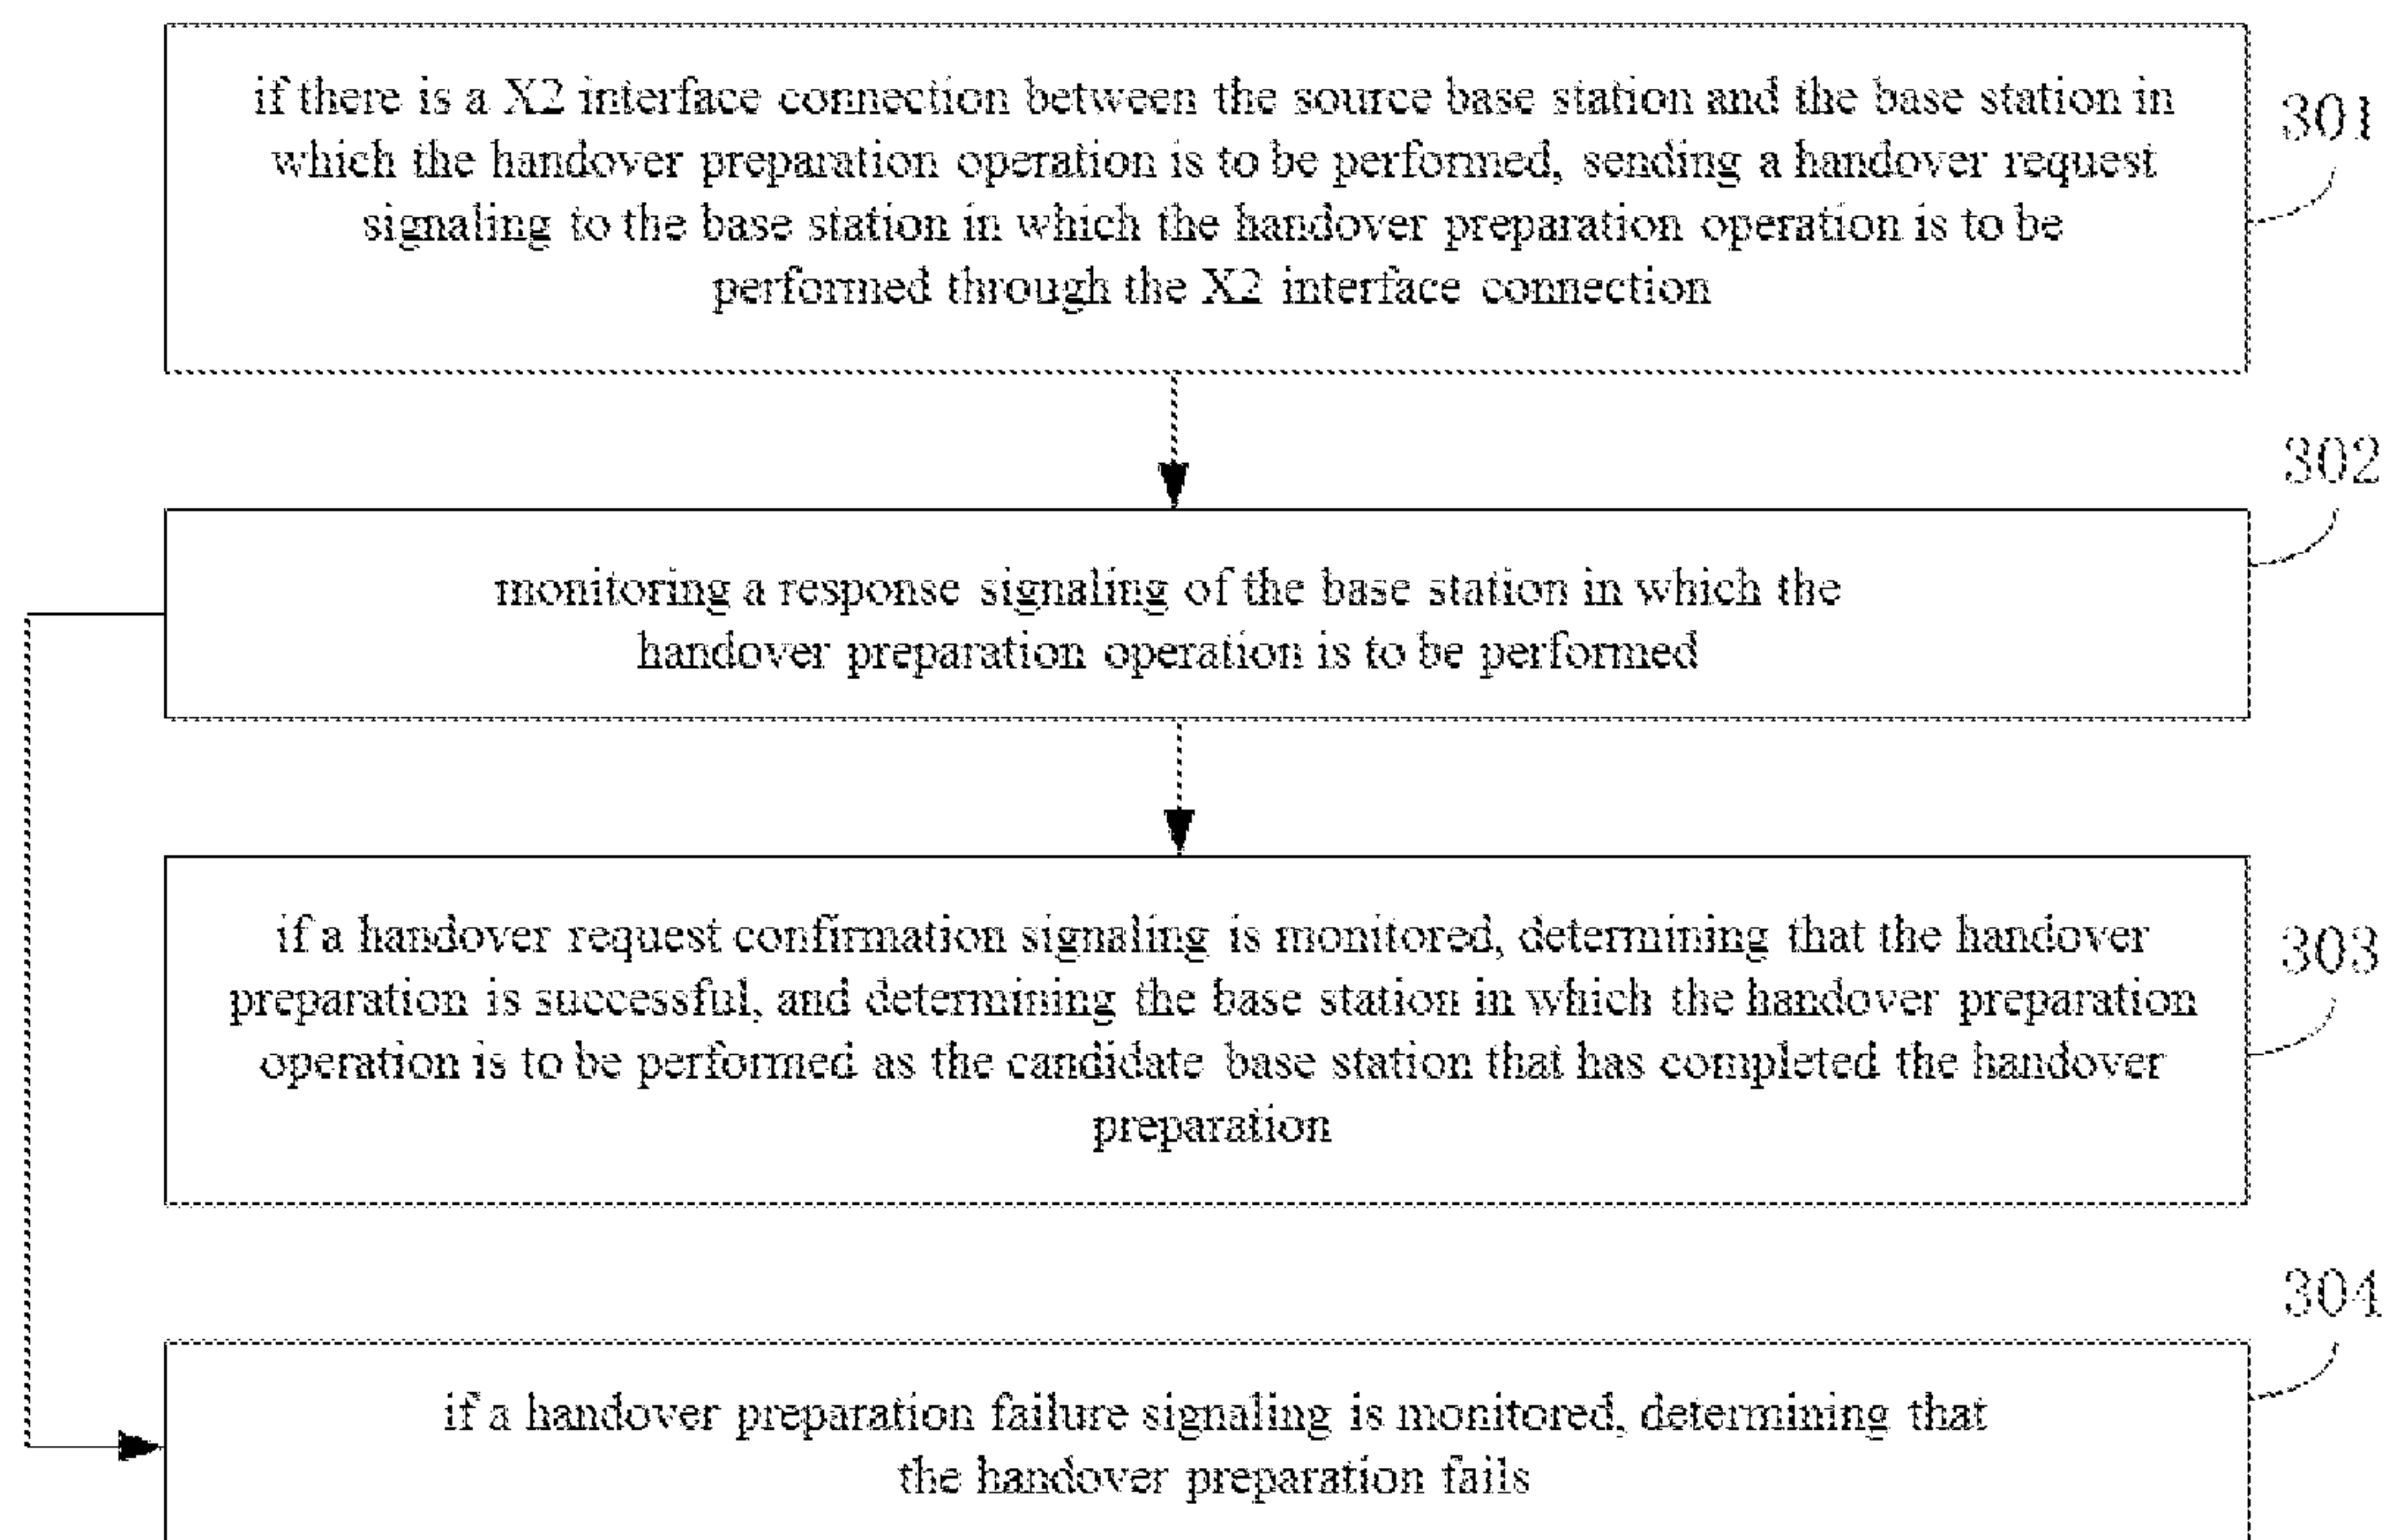 if there is a X2 interface connection between the source base station and the base station in
which the handover preparation operation is to be performed, sending a handover request
signaling to the base station in which the handover preparation operation is to be
performed through the X2 interface connection
301
302
monitoring a response signaling of the base station in which the
handover preparation operation is to be performed
if a handover request confirmation signaling is monitored, determining that the handover
preparation is successful, and determining the base station in which the handover preparation
operation is to be performed as the candidate base station that has completed the handover
preparation
303
304
if a handover preparation failure signaling is monitored, determining that
the handover preparation fails